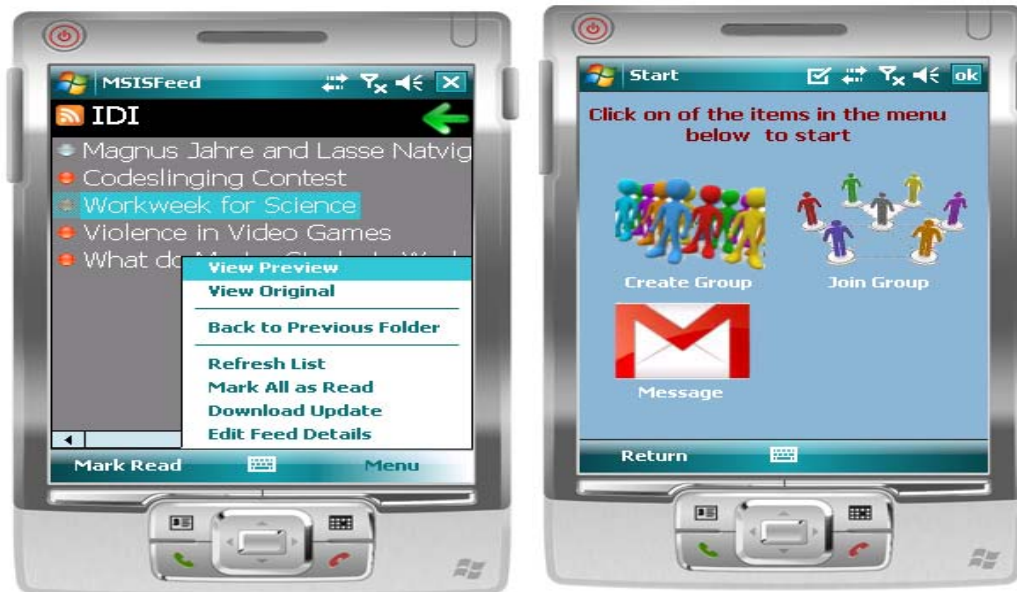 MSISFeed
IDI
Magnus Jahre and Lasse Natvig
Codeslinging Contest
Workweek for Science
Violence in Video Games
What do
View Preview
View Original
Back to Previous Folder
Refresh List
Mark All as Read
Download Update
Edit Feed Details
Mark Read
Menu
Start
ok
Click on of the items in the menu
below to start
Create Group
Join Group
Message
Return